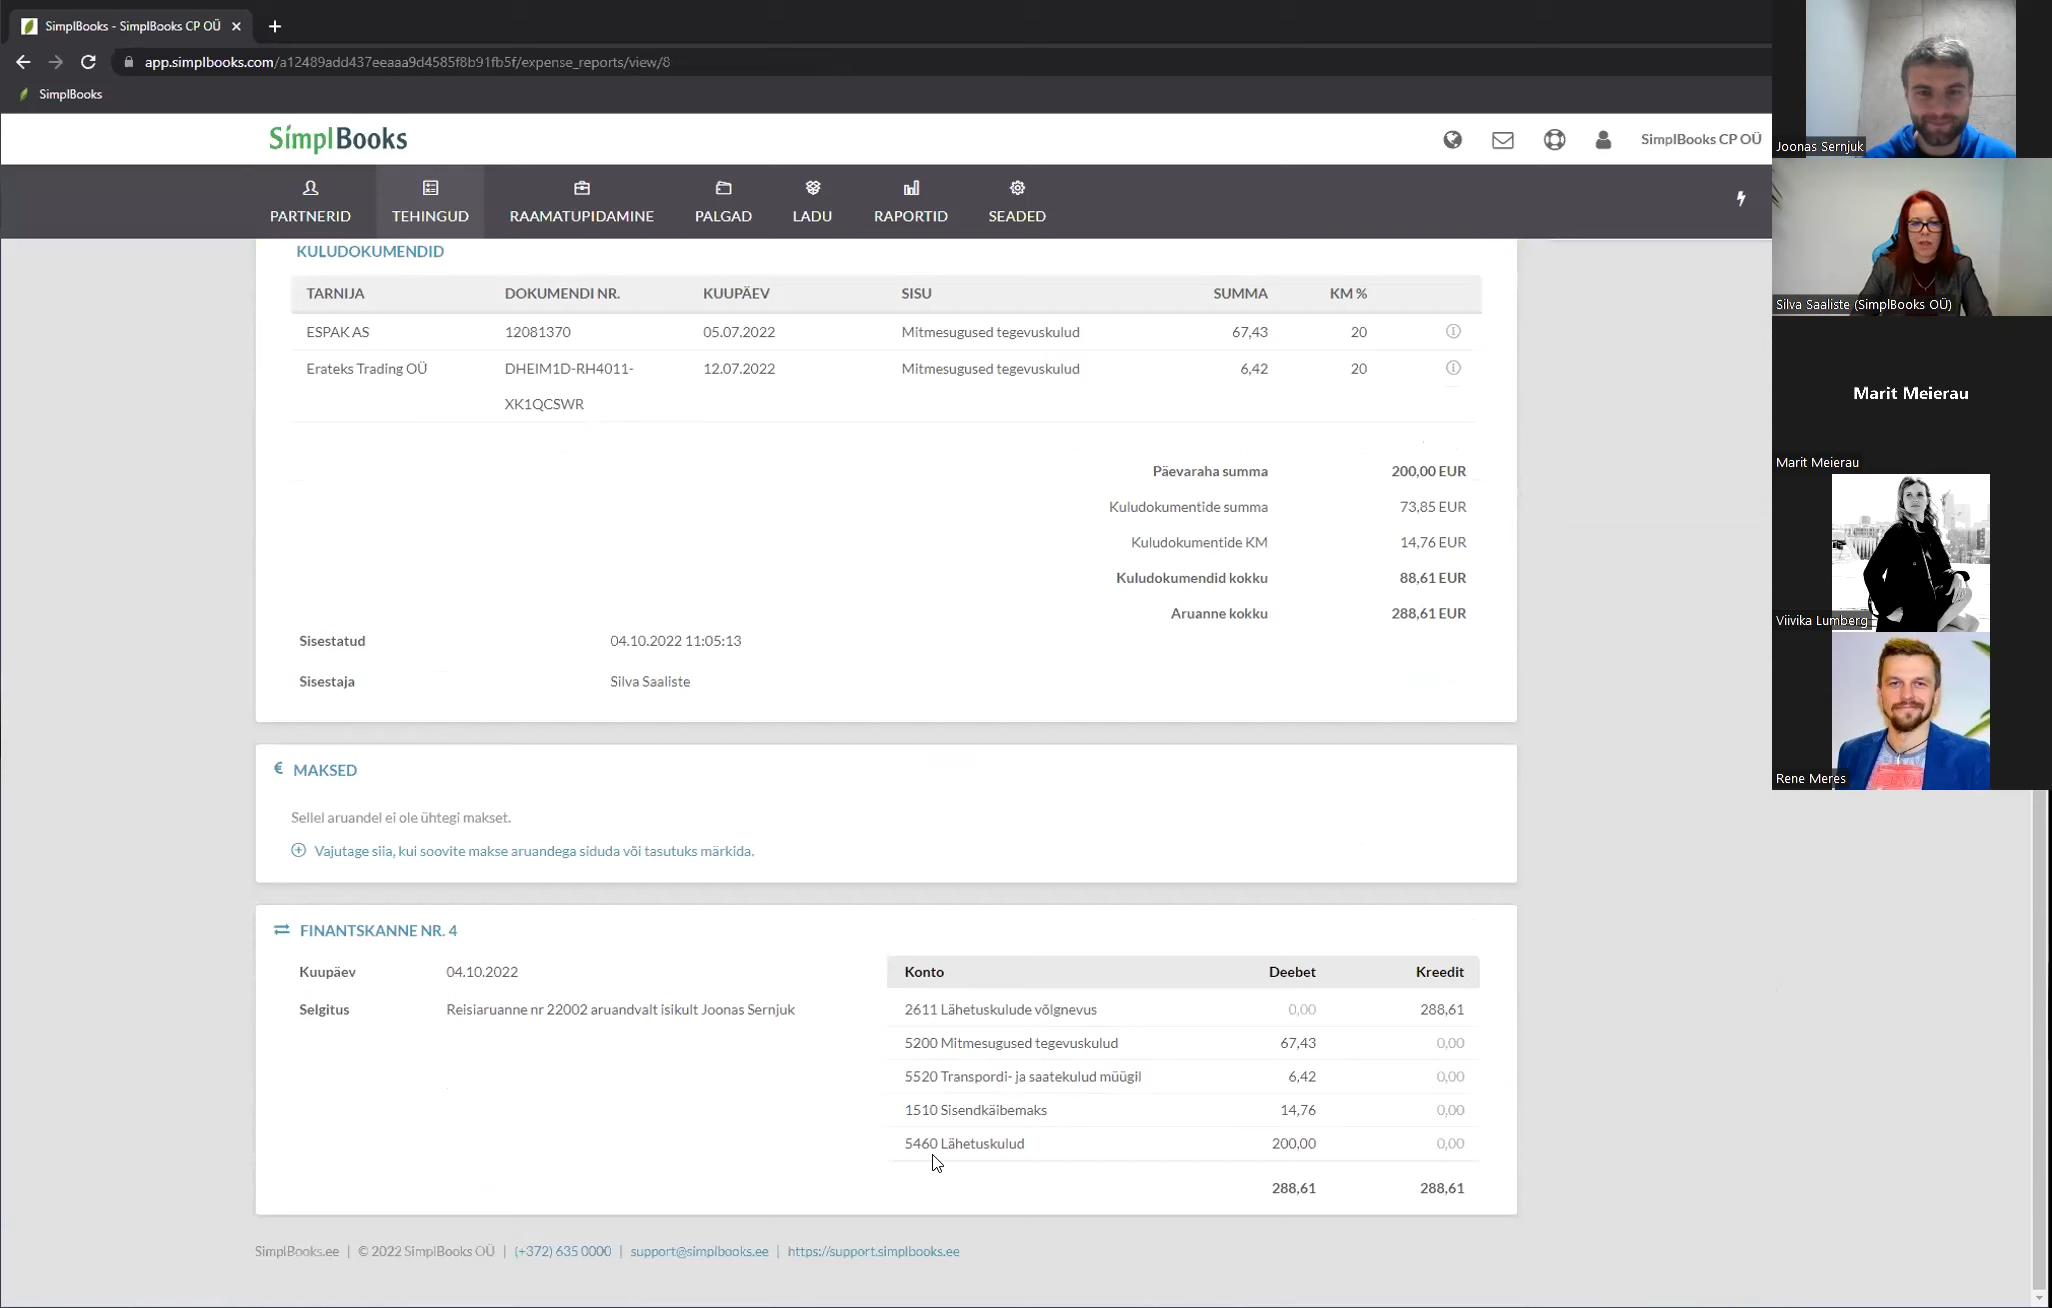 SimplBooks - SimplBooks CP OÜ
app.simplbooks.com/a12489add437eeaaa9d4585f8b91fb5f/expense_reports/view/8
SimplBooks
SimplBooks
SimplBooks CP OÜ
PARTNERID
TEHINGUD
RAAMATUPIDAMINE
PALGAD
LADU
RAPORTID
SEADED
KULUDOKUMENDID
TARNIJA DOKUMENDI NR. KUUPÄEV SISU SUMMA KM %
ESPAK AS 12081370 05.07.2022 Mitmesugused tegevuskulud 67,43 20
Erateks Trading OÜ DHEIM1D-RH4011- 12.07.2022 Mitmesugused tegevuskulud 6,42 20
XK1QCSWR
Päevaraha summa 200,00 EUR
Kuludokumentide summa 73,85 EUR
Kuludokumentide KM 14,76 EUR
Kuludokumendid kokku 88,61 EUR
Aruanne kokku 288,61 EUR
Sisestatud 04.10.2022 11:05:13
Sisestaja Silva Saaliste
€ MAKSED
Sellel aruandel ei ole ühtegi makset.
Vajutage siia, kui soovite makse aruandega siduda või tasutuks märkida.
FINANTSKANNE NR. 4
Kuupäev 04.10.2022
Selgitus Reisiaruanne nr 22002 aruandvalt isikult Joonas Sernjuk
Konto Deebet Kreedit
2611 Lähetuskulude võlgnevus 0,00 288,61
5200 Mitmesugused tegevuskulud 67,43 0,00
5520 Transpordi- ja saatekulud müügil 6,42 0,00
1510 Sisendkäibemaks 14,76 0,00
5460 Lähetuskulud 200,00 0,00
288,61 288,61
SimplBooks.ee | © 2022 SimplBooks OÜ | (+372) 635 0000 | support@simplbooks.ee | https://support.simplbooks.ee
Joonas Sernjuk
Silva Saaliste (SimplBooks OÜ)
Marit Meierau
Marit Meierau
Viivika Lumberg
Rene Meres